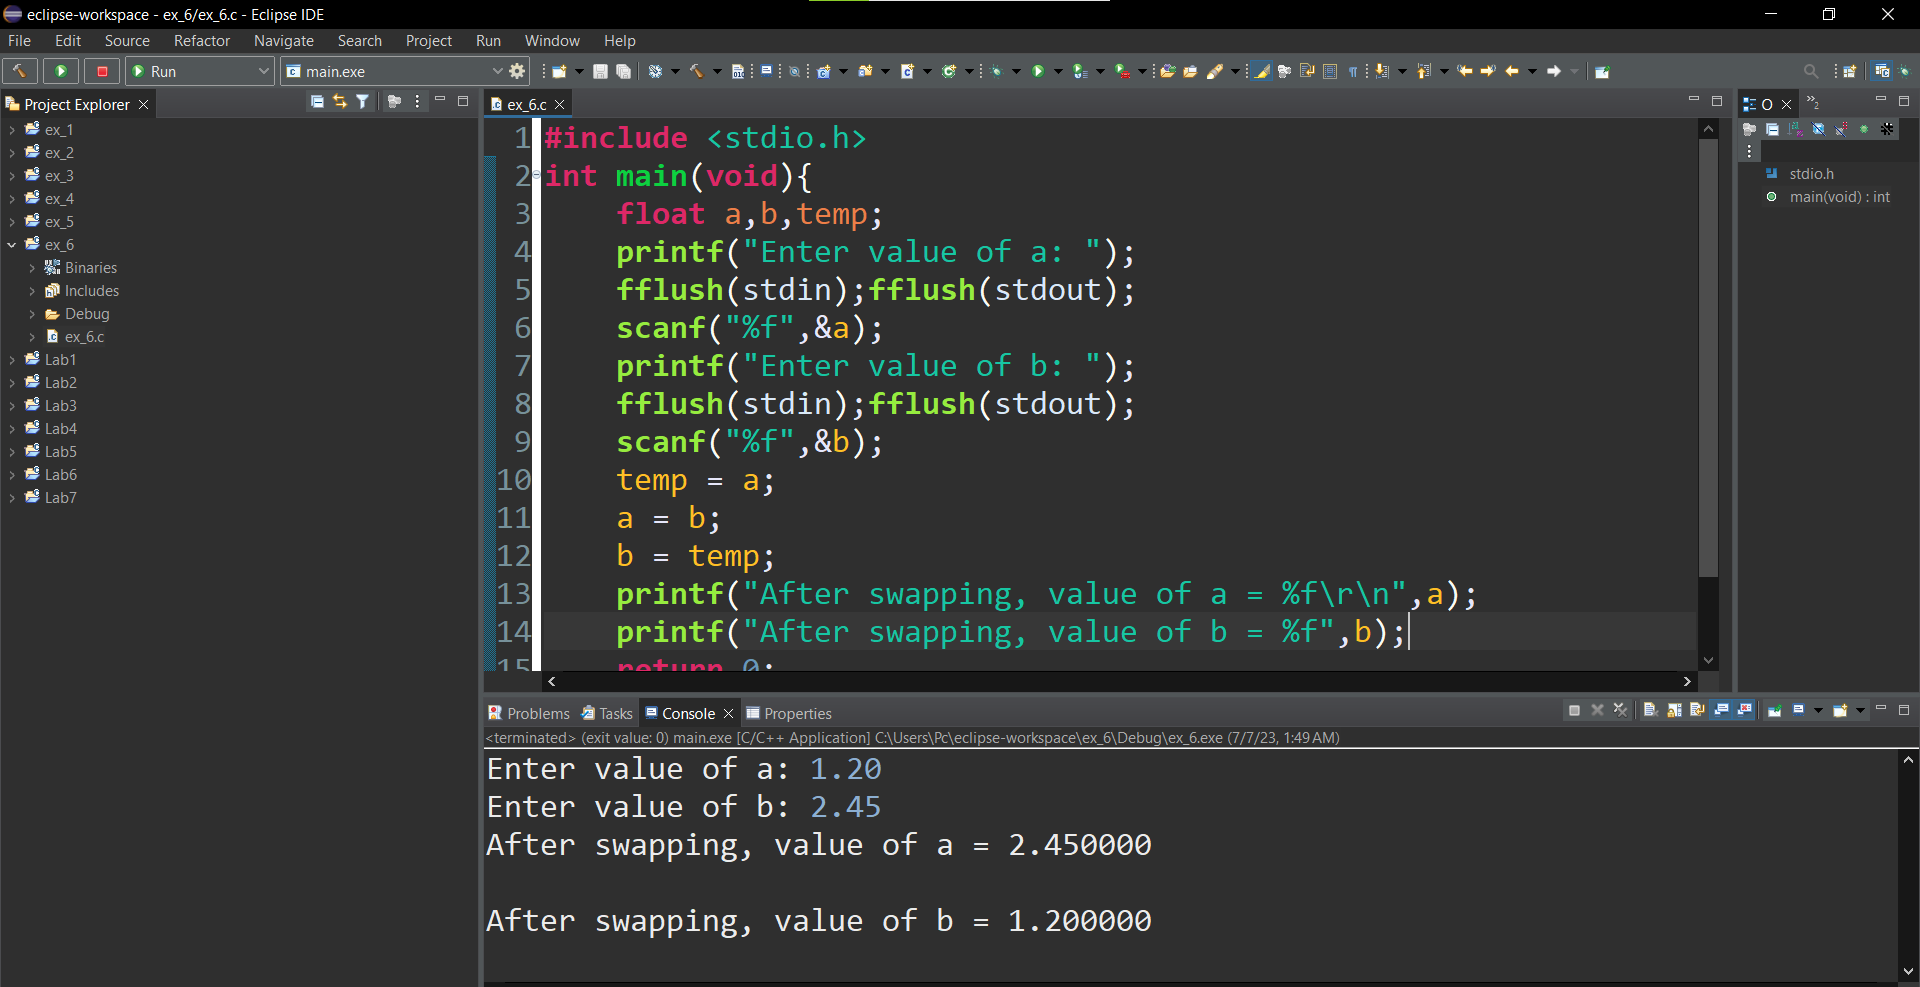 eclipse-workspace - ex_6/ex_6.c - Eclipse IDE
File Edit Source Refactor Navigate Search Project Run Window Help
Run
main.exe
Project Explorer
ex_1
ex_2
ex_3
ex_4
ex_5
ex_6
Binaries
Includes
Debug
ex_6.c
Lab1
Lab2
Lab3
Lab4
Lab5
Lab6
Lab7
ex_6.c
1 #include <stdio.h>
2 int main(void){
3 float a,b,temp;
4 printf("Enter value of a: ");
5 fflush(stdin);fflush(stdout);
6 scanf("%f",&a);
7 printf("Enter value of b: ");
8 fflush(stdin);fflush(stdout);
9 scanf("%f",&b);
10 temp = a;
11 a = b;
12 b = temp;
13 printf("After swapping, value of a = %f\r\n",a);
14 printf("After swapping, value of b = %f",b);
15 return 0;
O
2
stdio.h
main(void) : int
Problems Tasks Console Properties
<terminated> (exit value: 0) main.exe [C/C++ Application] C:\Users\Pc\eclipse-workspace\ex_6\Debug\ex_6.exe (7/7/23, 1:49 AM)
Enter value of a: 1.20
Enter value of b: 2.45
After swapping, value of a = 2.450000
After swapping, value of b = 1.200000